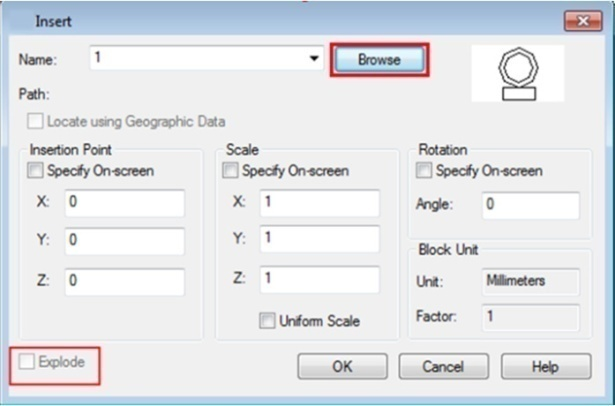 Insert
Name: 1 Browse
Path:
Locate using Geographic Data
Insertion Point Scale Rotation
Specify On-screen Specify On-screen Specify On-screen
X: 0 X: 1 Angle: 0
Y: 0 Y: 1
Block Unit
Z: 0 Z: 1 Unit: Millimeters
Uniform Scale Factor: 1
Explode OK Cancel Help